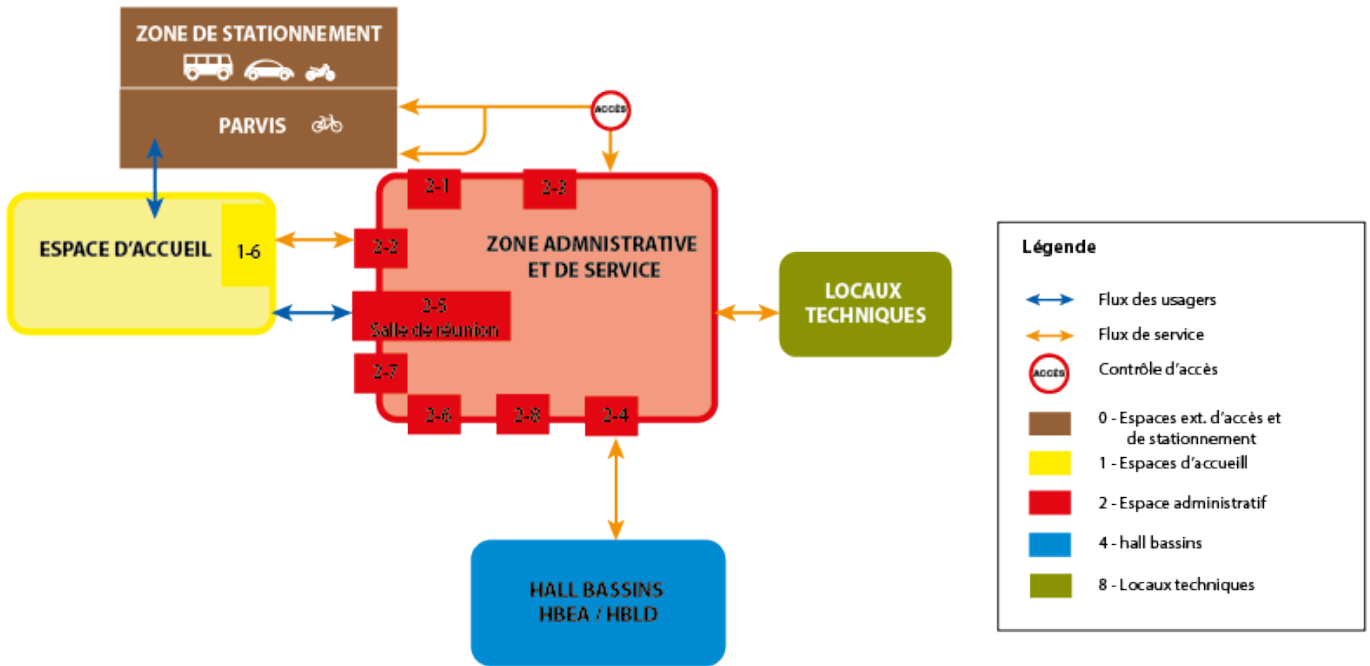 ZONE DE STATIONNEMENT
PARVIS
ACCÈS
ESPACE D'ACCUEIL
1-6
2-1
2-3
2-2
ZONE ADMNISTRATIVE
ET DE SERVICE
2-5
Salle de réunion
2-7
2-6
2-8
2-4
LOCAUX
TECHNIQUES
HALL BASSINS
HBEA / HBLD
Légende
Flux des usagers
Flux de service
ACCÈS
Contrôle d'accès
0 - Espaces ext. d'accès et
de stationnement
1 - Espaces d'accueill
2 - Espace administratif
4 - hall bassins
8 - Locaux techniques